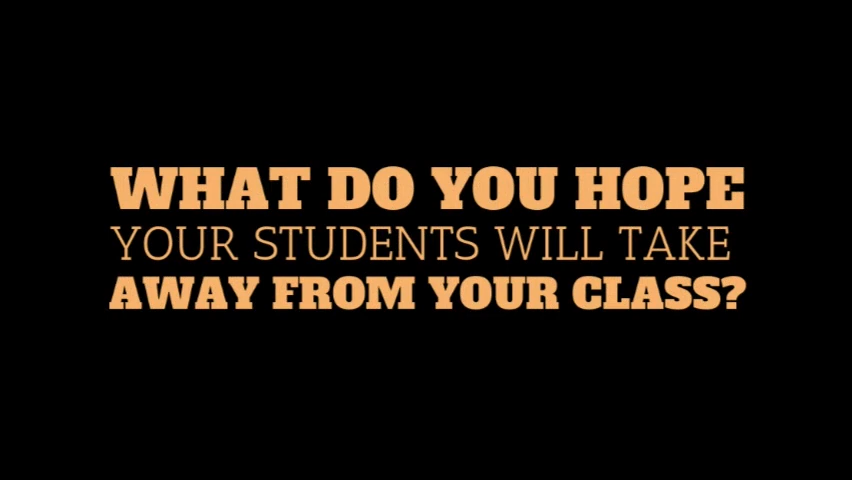 WHAT DO YOU HOPE
YOUR STUDENTS WILL TAKE
AWAY FROM YOUR CLASS?